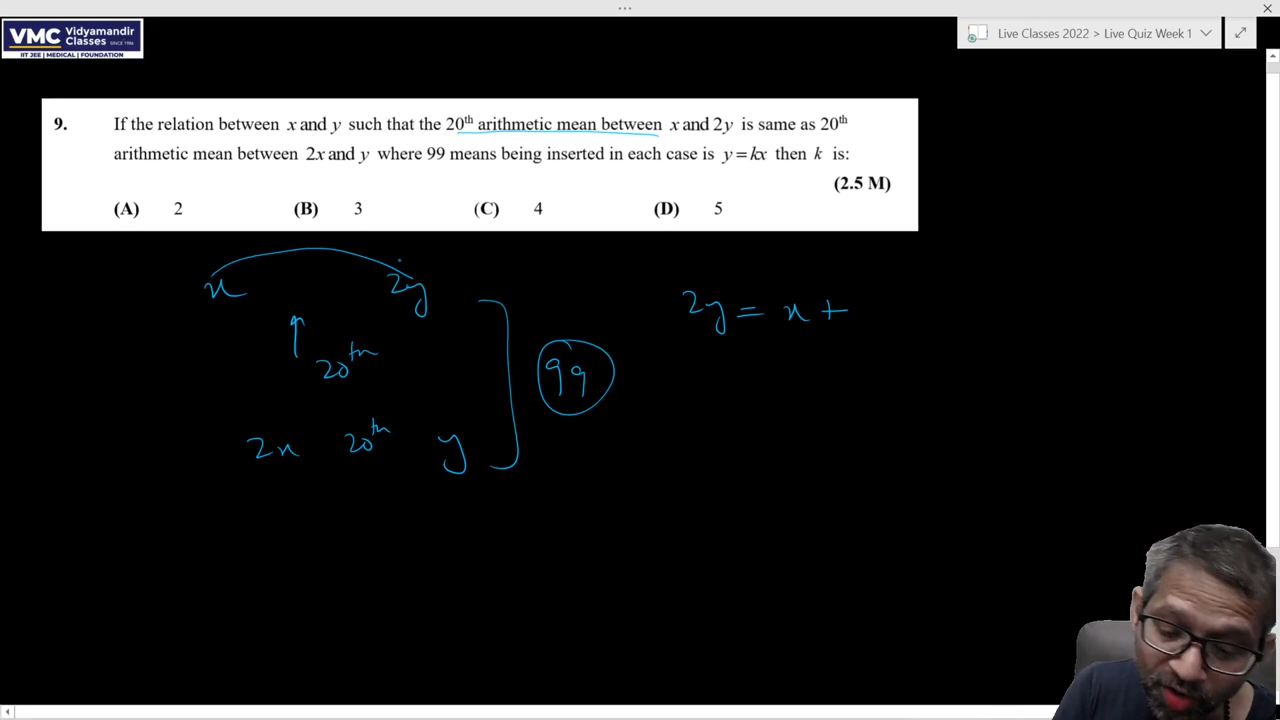 VMC Vidyamandir Classes SINCE 1986
IIT JEE | MEDICAL | FOUNDATION
Live Classes 2022 > Live Quiz Week 1
9. If the relation between x and y such that the 20th arithmetic mean between x and 2y is same as 20th
arithmetic mean between 2x and y where 99 means being inserted in each case is y = kx then k is:
(2.5 M)
(A) 2 (B) 3 (C) 4 (D) 5
x 2y
20th
2x 20th y
99
2y = x +